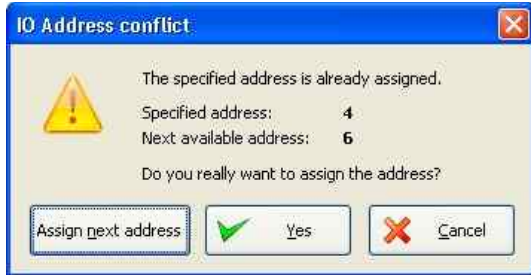 IO Address conflict
The specified address is already assigned.
Specified address: 4
Next available address: 6
Do you really want to assign the address?
Assign next address Yes Cancel